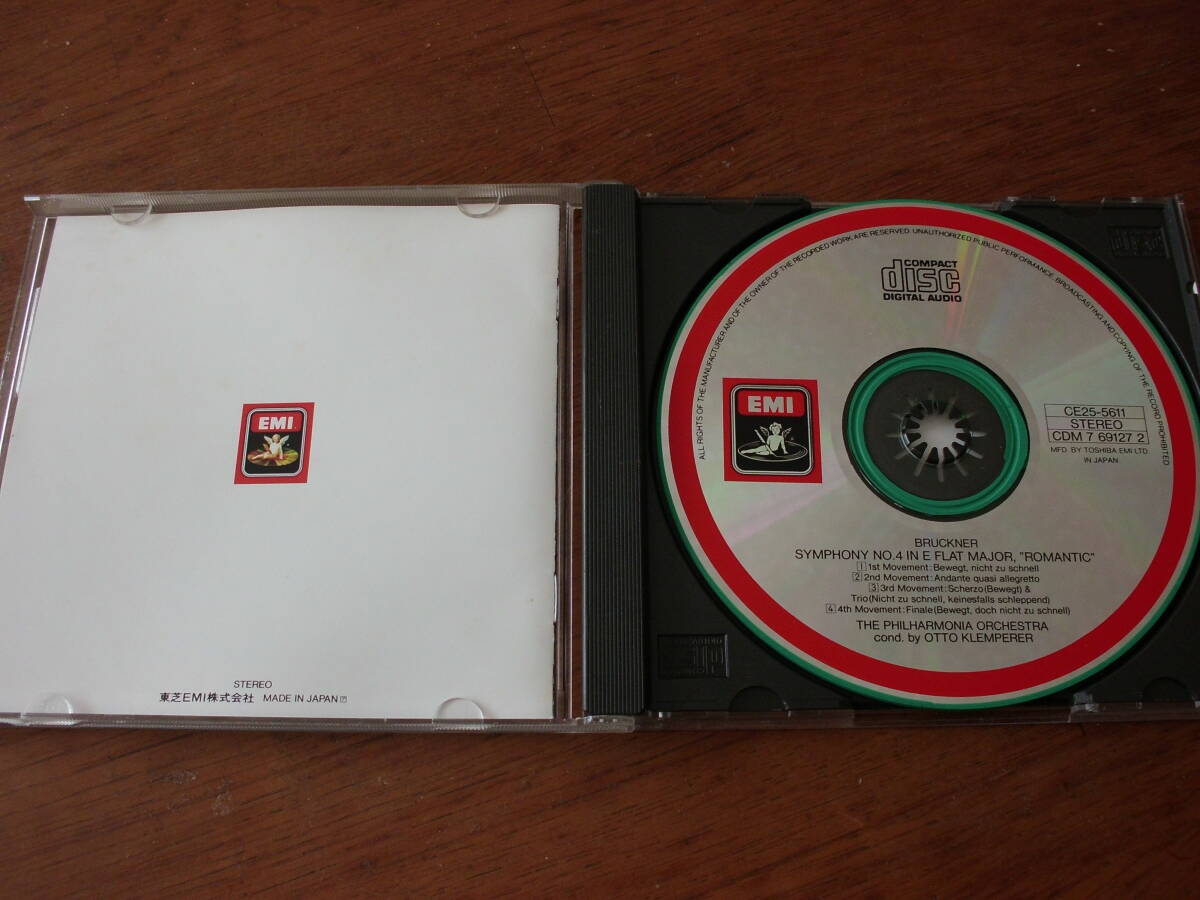 EMI
STEREO
東芝EMI株式会社 MADE IN JAPAN Ⓟ
ALL RIGHTS OF THE MANUFACTURER AND OF THE OWNER OF THE RECORDED WORK ARE RESERVED. UNAUTHORIZED PUBLIC PERFORMANCE, BROADCASTING AND COPYING OF THE RECORD PROHIBITED
COMPACT
disc
DIGITAL AUDIO
EMI
CE25-5611
STEREO
CDM 7 69127 2
MFD. BY TOSHIBA EMI LTD.
IN JAPAN
BRUCKNER
SYMPHONY NO.4 IN E FLAT MAJOR, "ROMANTIC"
1 1st Movement: Bewegt, nicht zu schnell
2 2nd Movement: Andante quasi allegretto
3 3rd Movement: Scherzo (Bewegt) &
Trio (Nicht zu schnell, keinesfalls schleppend)
4 4th Movement: Finale (Bewegt, doch nicht zu schnell)
THE PHILHARMONIA ORCHESTRA
cond. by OTTO KLEMPERER